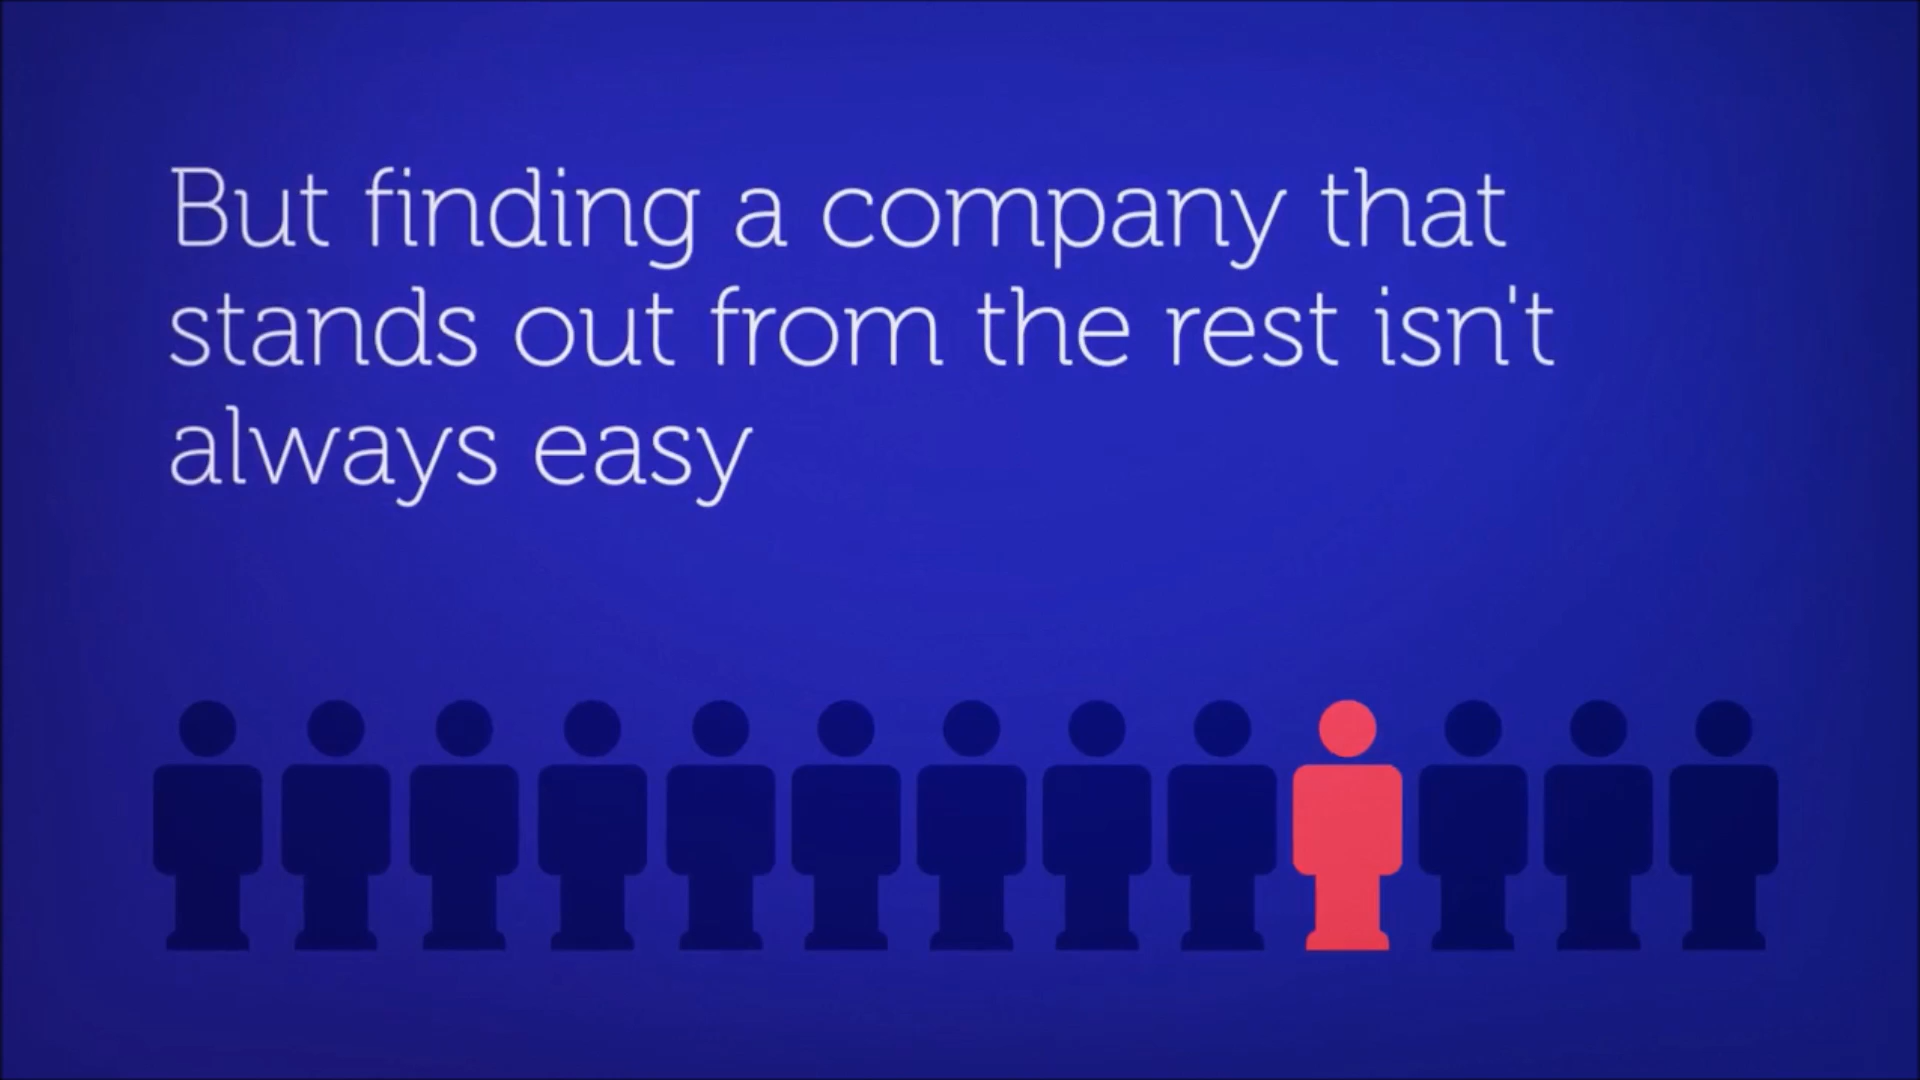 But finding a company that
stands out from the rest isn't
always easy